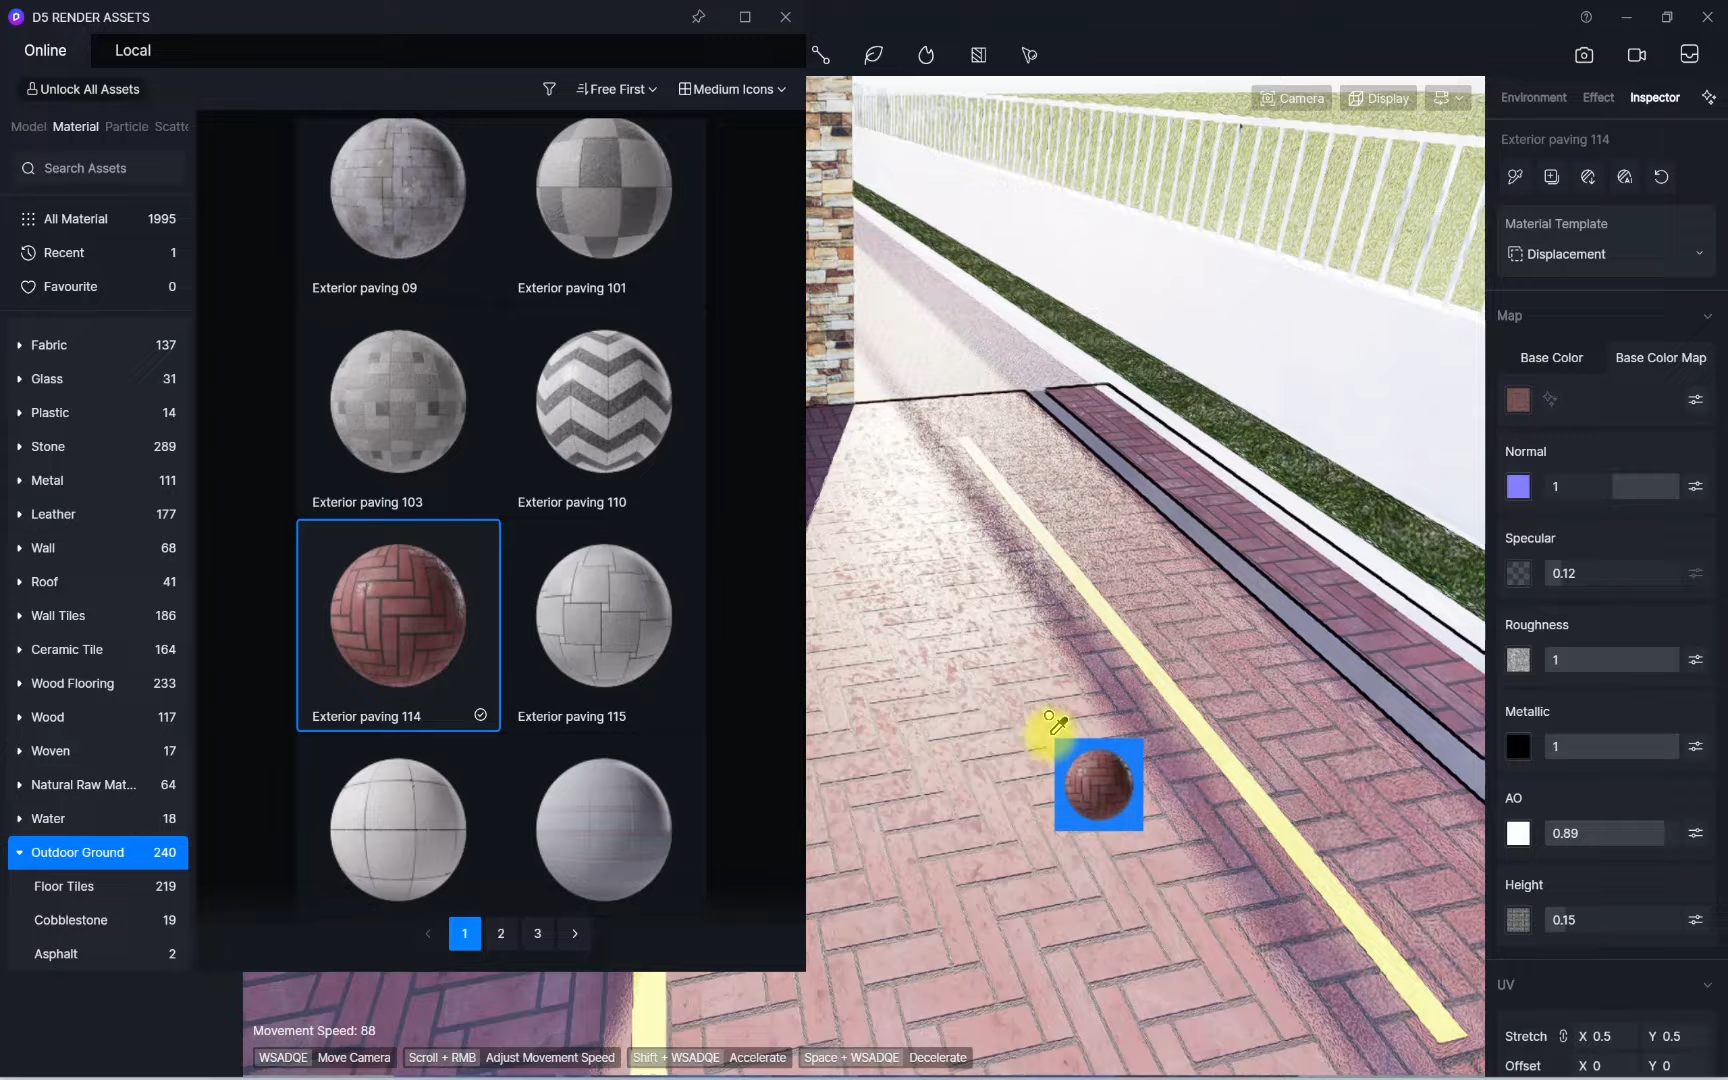 D5 RENDER ASSETS
Online
Local
Unlock All Assets
Free First
Medium Icons
Model Material Particle Scatte
Search Assets
All Material 1995
Recent 1
Favourite 0
Fabric 137
Glass 31
Plastic 14
Stone 289
Metal 111
Leather 177
Wall 68
Roof 41
Wall Tiles 186
Ceramic Tile 164
Wood Flooring 233
Wood 117
Woven 17
Natural Raw Mat... 64
Water 18
Outdoor Ground 240
Floor Tiles 219
Cobblestone 19
Asphalt 2
Exterior paving 09
Exterior paving 101
Exterior paving 103
Exterior paving 110
Exterior paving 114
Exterior paving 115
1 2 3
Camera
Display
Movement Speed: 88
WSADQE Move Camera Scroll + RMB Adjust Movement Speed Shift + WSADQE Accelerate Space + WSADQE Decelerate
Environment Effect Inspector
Exterior paving 114
Material Template
Displacement
Map
Base Color Base Color Map
Normal
1
Specular
0.12
Roughness
1
Metallic
1
AO
0.89
Height
0.15
UV
Stretch X 0.5 Y 0.5
Offset X 0 Y 0